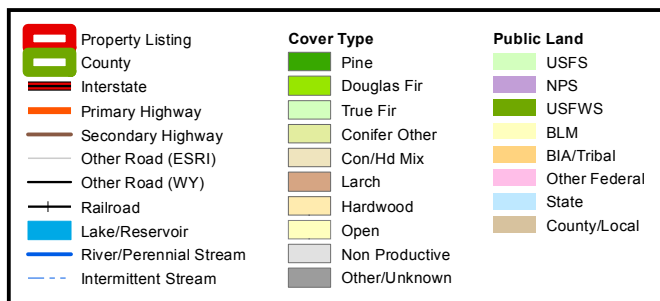 Property Listing
County
Interstate
Primary Highway
Secondary Highway
Other Road (ESRI)
Other Road (WY)
Railroad
Lake/Reservoir
River/Perennial Stream
Intermittent Stream
Cover Type
Pine
Douglas Fir
True Fir
Conifer Other
Con/Hd Mix
Larch
Hardwood
Open
Non Productive
Other/Unknown
Public Land
USFS
NPS
USFWS
BLM
BIA/Tribal
Other Federal
State
County/Local